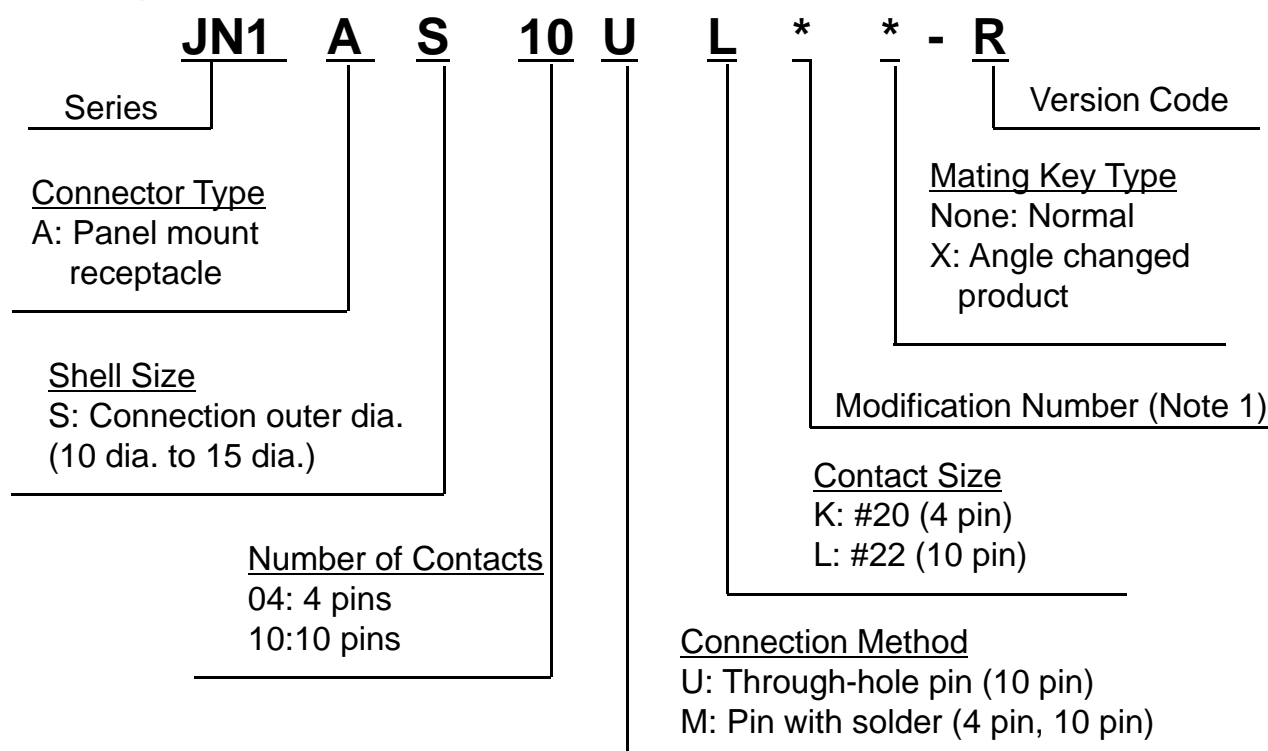 JN1 A S 10 U L * * - R
Series
Version Code
Connector Type
A: Panel mount
receptacle
Mating Key Type
None: Normal
X: Angle changed
product
Shell Size
S: Connection outer dia.
(10 dia. to 15 dia.)
Modification Number (Note 1)
Contact Size
K: #20 (4 pin)
L: #22 (10 pin)
Number of Contacts
04: 4 pins
10:10 pins
Connection Method
U: Through-hole pin (10 pin)
M: Pin with solder (4 pin, 10 pin)